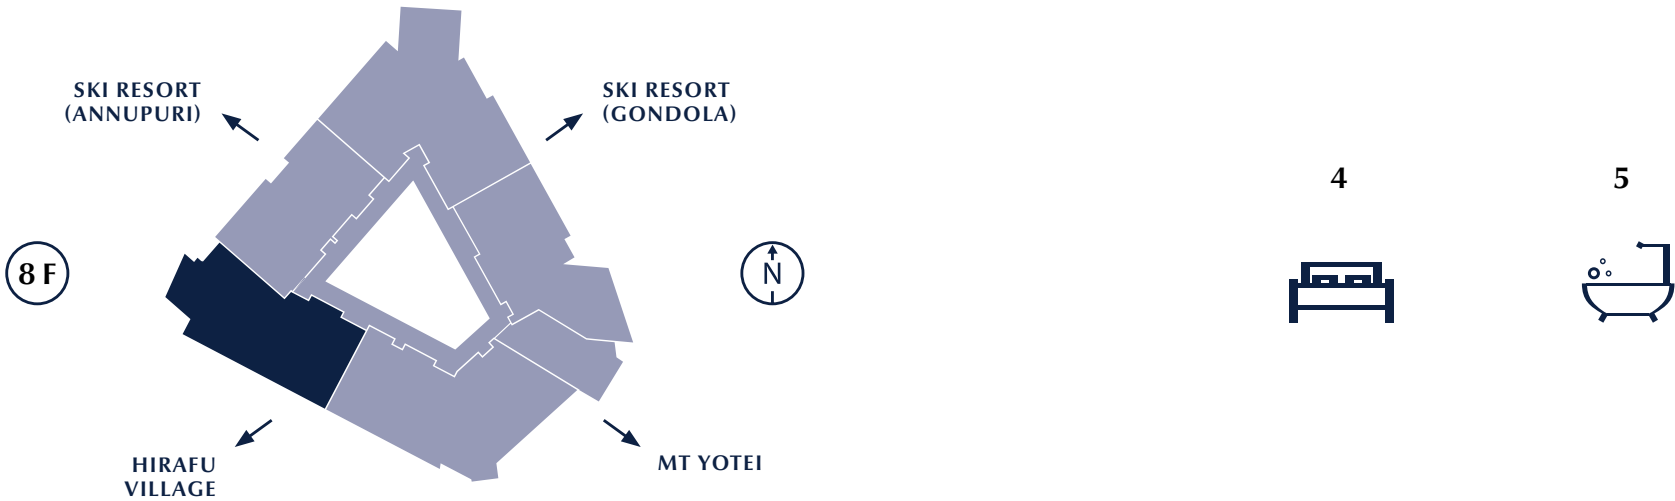 SKI RESORT
(ANNUPURI)
SKI RESORT
(GONDOLA)
4
5
8 F
N
HIRAFU
VILLAGE
MT YOTEI